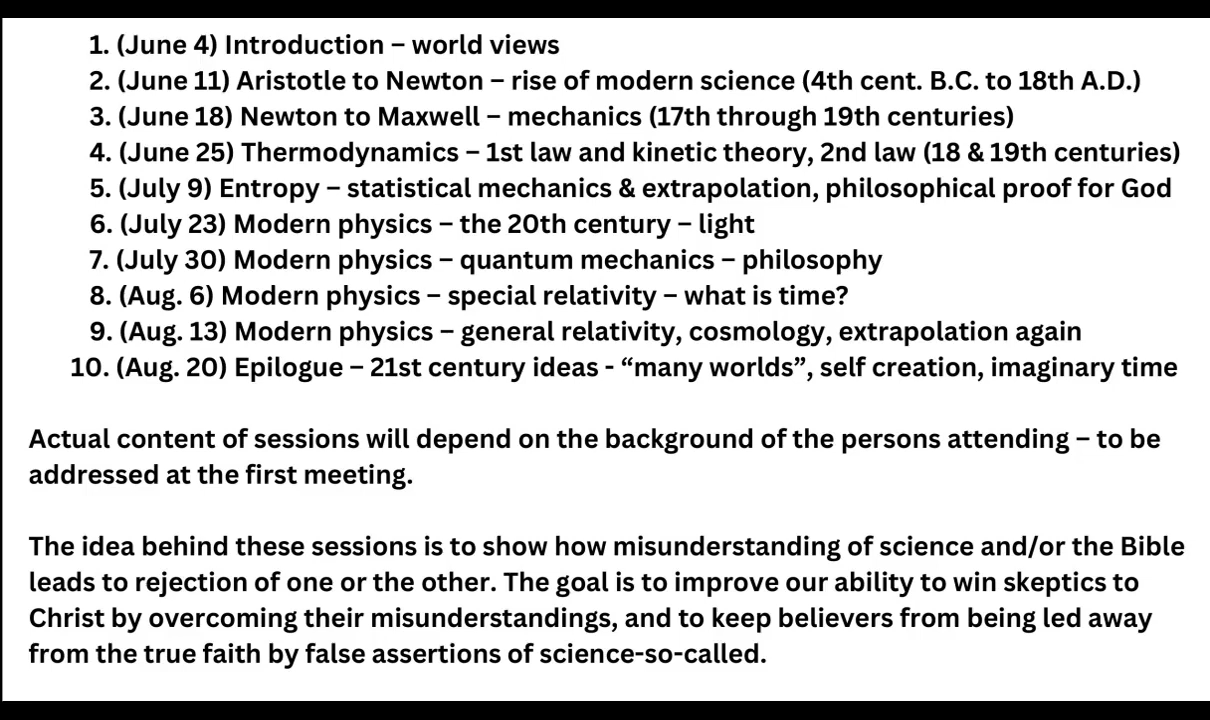 1. (June 4) Introduction – world views
2. (June 11) Aristotle to Newton – rise of modern science (4th cent. B.C. to 18th A.D.)
3. (June 18) Newton to Maxwell – mechanics (17th through 19th centuries)
4. (June 25) Thermodynamics – 1st law and kinetic theory, 2nd law (18 & 19th centuries)
5. (July 9) Entropy – statistical mechanics & extrapolation, philosophical proof for God
6. (July 23) Modern physics – the 20th century – light
7. (July 30) Modern physics – quantum mechanics – philosophy
8. (Aug. 6) Modern physics – special relativity – what is time?
9. (Aug. 13) Modern physics – general relativity, cosmology, extrapolation again
10. (Aug. 20) Epilogue – 21st century ideas - “many worlds”, self creation, imaginary time
Actual content of sessions will depend on the background of the persons attending – to be
addressed at the first meeting.
The idea behind these sessions is to show how misunderstanding of science and/or the Bible
leads to rejection of one or the other. The goal is to improve our ability to win skeptics to
Christ by overcoming their misunderstandings, and to keep believers from being led away
from the true faith by false assertions of science-so-called.